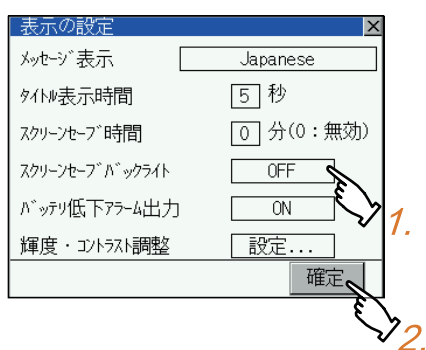 表示の設定 ×
メッセージ表示 Japanese
タイトル表示時間 5 秒
スクリーンセーブ時間 0 分(0:無効)
スクリーンセーブバックライト OFF
バッテリ低下アラーム出力 ON
輝度・コントラスト調整 設定...
確定
1.
2.